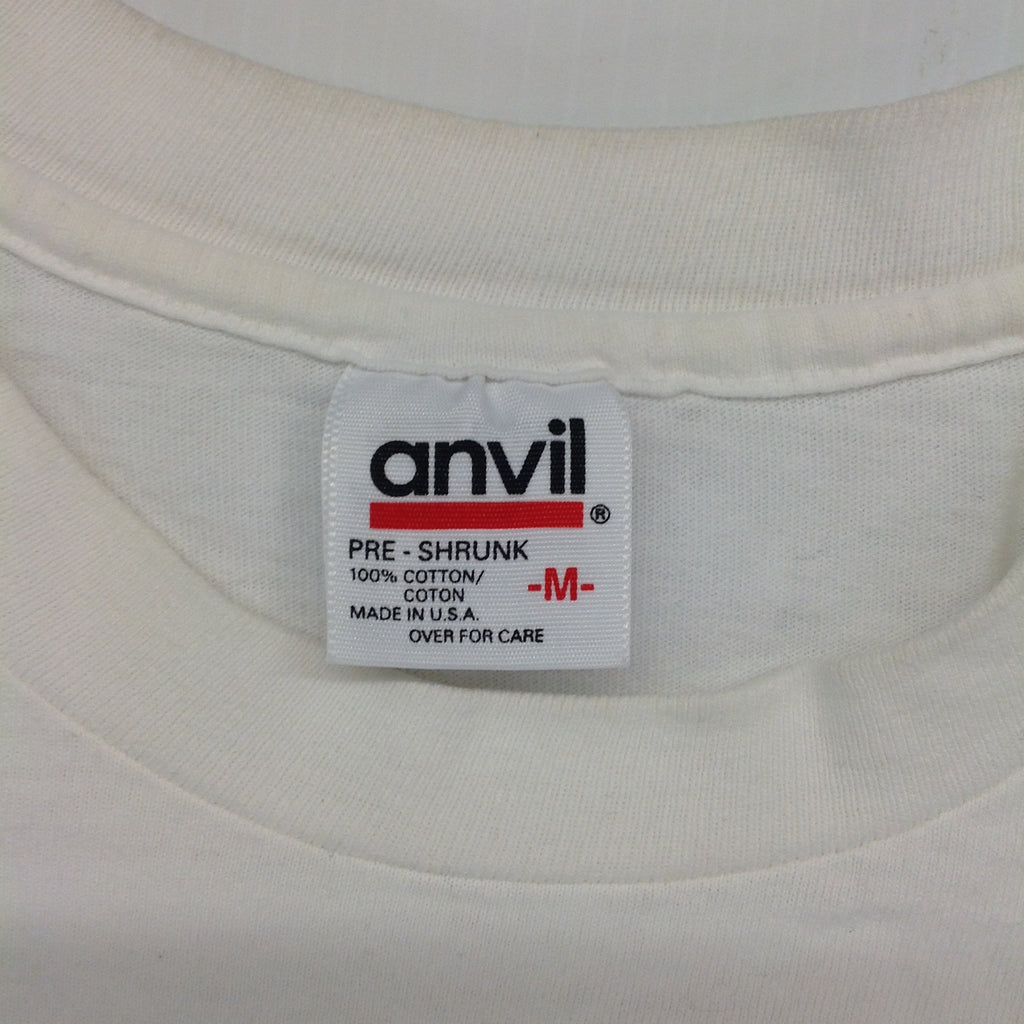 anvil®
PRE - SHRUNK
100% COTTON/
COTON
-M-
MADE IN U.S.A.
OVER FOR CARE